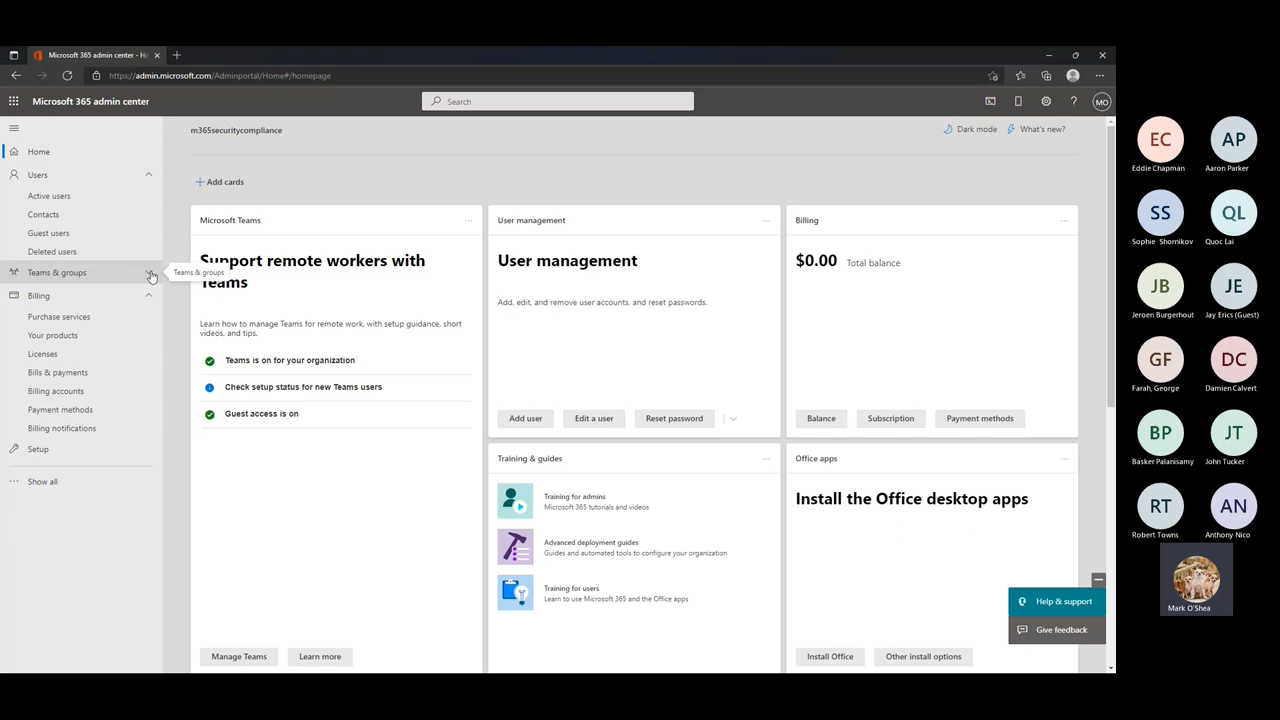 Microsoft 365 admin center - Ho
https://admin.microsoft.com/Adminportal/Home#/homepage
Microsoft 365 admin center
Search
MO
m365securitycompliance
Dark mode
What's new?
Home
Users
Active users
Contacts
Guest users
Deleted users
Teams & groups
Teams & groups
Billing
Purchase services
Your products
Licenses
Bills & payments
Billing accounts
Payment methods
Billing notifications
Setup
Show all
Add cards
Microsoft Teams
Support remote workers with
Teams
Learn how to manage Teams for remote work, with setup guidance, short
videos, and tips.
Teams is on for your organization
Check setup status for new Teams users
Guest access is on
Manage Teams
Learn more
User management
User management
Add, edit, and remove user accounts, and reset passwords.
Add user
Edit a user
Reset password
Billing
$0.00 Total balance
Balance
Subscription
Payment methods
Training & guides
Training for admins
Microsoft 365 tutorials and videos
Advanced deployment guides
Guides and automated tools to configure your organization
Training for users
Learn to use Microsoft 365 and the Office apps
Office apps
Install the Office desktop apps
Install Office
Other install options
Help & support
Give feedback
EC
Eddie Chapman
AP
Aaron Parker
SS
Sophie Shornikov
QL
Quoc Lai
JB
Jeroen Burgerhout
JE
Jay Erics (Guest)
GF
Farah, George
DC
Damien Calvert
BP
Basker Palanisamy
JT
John Tucker
RT
Robert Towns
AN
Anthony Nico
Mark O'Shea